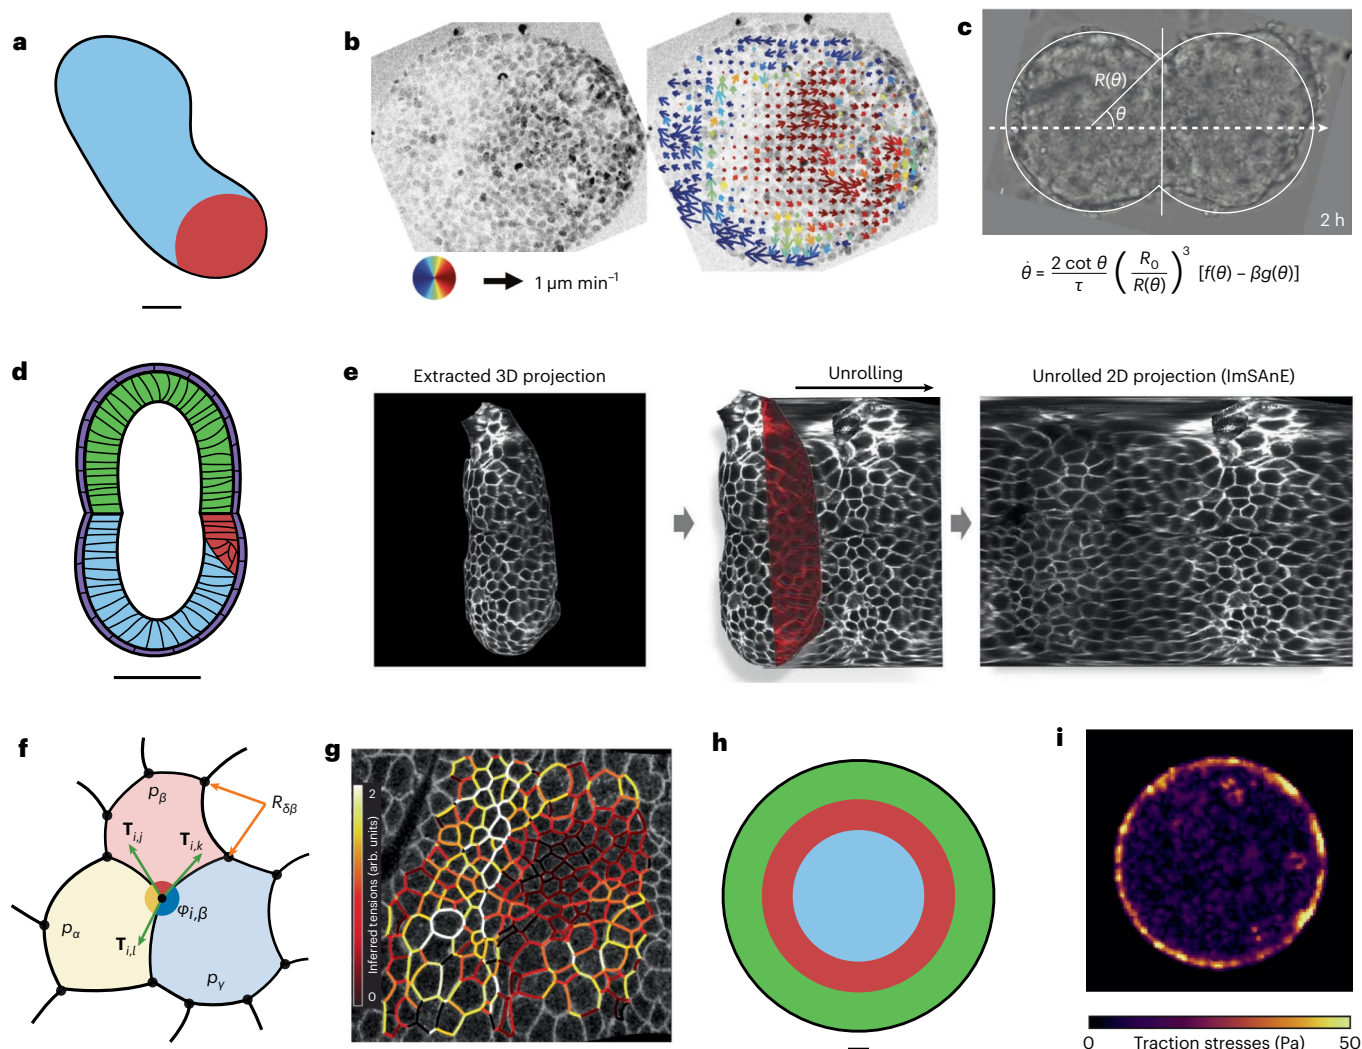 a
b
1 µm min⁻¹
c
R(θ)
θ
2 h
θ̇ = 2 cot θ / τ ( R₀ / R(θ) )³ [f(θ) – βg(θ)]
d
e
Extracted 3D projection
Unrolling
Unrolled 2D projection (ImSAnE)
f
pβ
Rδβ
Ti,j
Ti,k
φi,β
pα
Ti,l
pγ
g
2
Inferred tensions (arb. units)
0
h
i
0
Traction stresses (Pa)
50